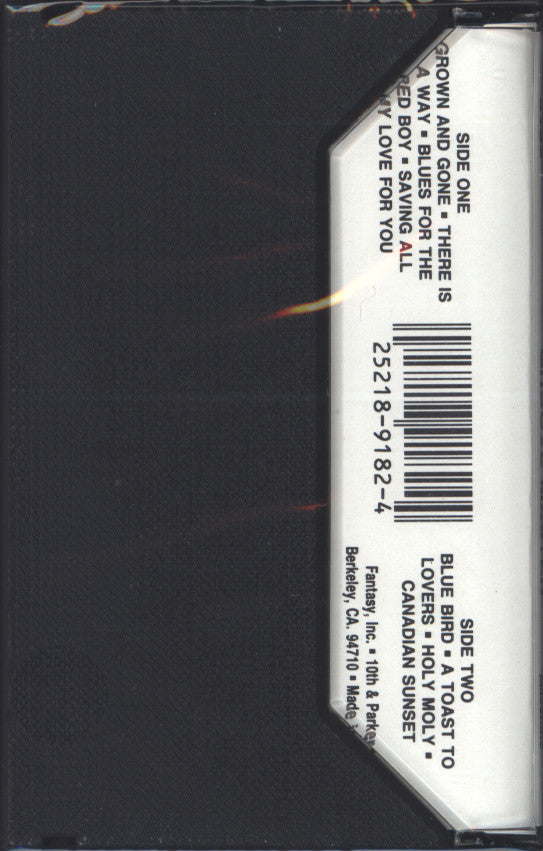 SIDE ONE
GROWN AND GONE ▪ THERE IS
A WAY ▪ BLUES FOR THE
RED BOY ▪ SAVING ALL
MY LOVE FOR YOU
25218-9182-4
SIDE TWO
BLUE BIRD ▪ A TOAST TO
LOVERS ▪ HOLY MOLY ▪
CANADIAN SUNSET
Fantasy, Inc. ▪ 10th & Parker
Berkeley, CA. 94710 ▪ Made